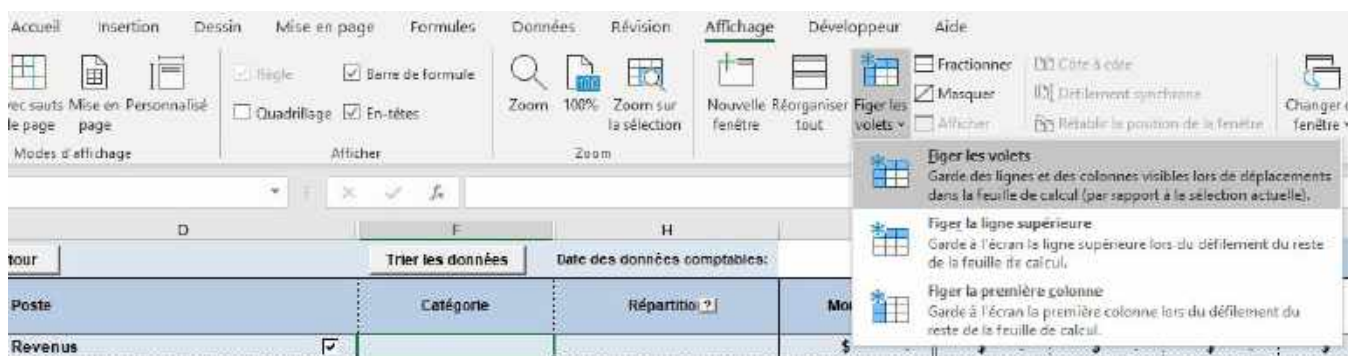 Accueil Insertion Dessin Mise en page Formules Données Révision Affichage Développeur Aide
Règle Barre de formule Fractionner Côte à côte
Quadrillage En-têtes Masquer Défilement synchrone
vec sauts Mise en Personnalisé Zoom 100% Zoom sur Nouvelle Réorganiser Figer les Afficher Rétablir la position de la fenêtre Changer
de page page la sélection fenêtre tout volets fenêtre
Modes d'affichage Afficher Zoom
Figer les volets
Garde des lignes et des colonnes visibles lors de déplacements
dans la feuille de calcul (par rapport à la sélection actuelle).
Figer la ligne supérieure
Garde à l'écran la ligne supérieure lors du défilement du reste
de la feuille de calcul.
Figer la première colonne
Garde à l'écran la première colonne lors du défilement du
reste de la feuille de calcul.
fx
D F H
tour Trier les données Date des données comptables:
Poste Catégorie Répartitio ? Mo
Revenus $ - $ - $ - $ - $